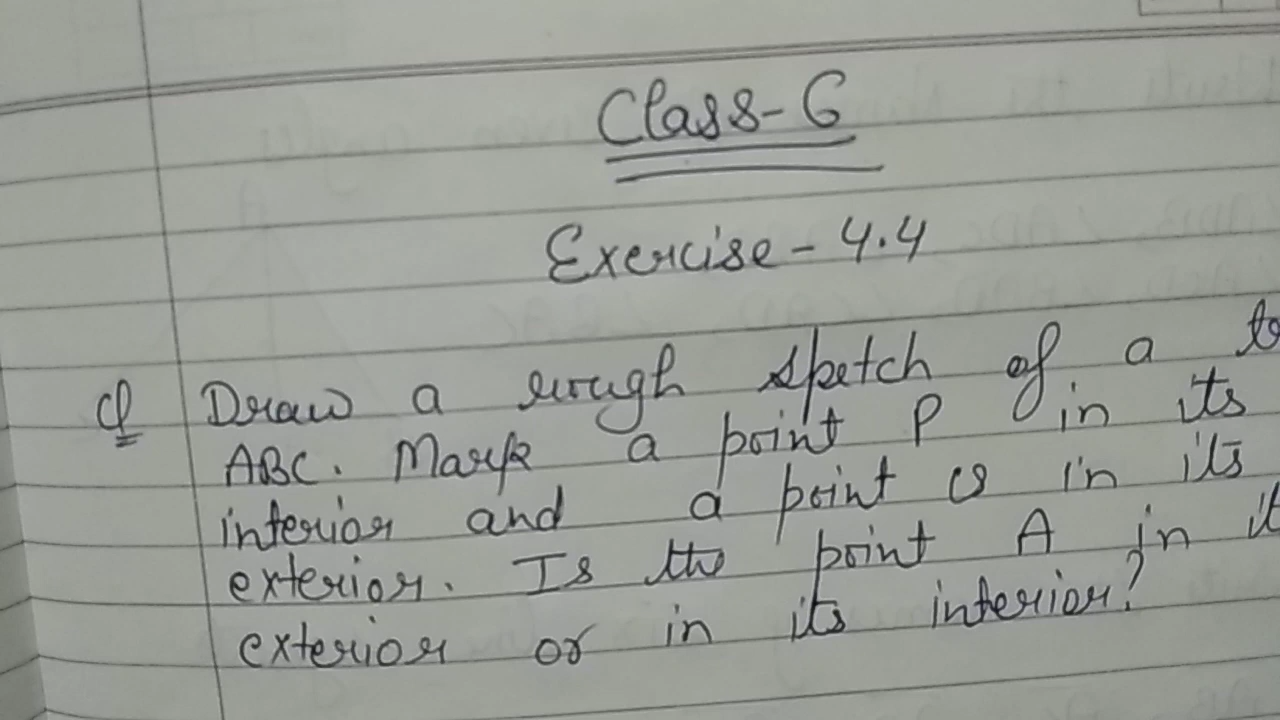 Class-6
Exercise - 4.4
Q Draw a rough sketch of a
ABC. Mark a point P in its
interior and a point Q in its
exterior. Is the point A in
exterior or in its interior?